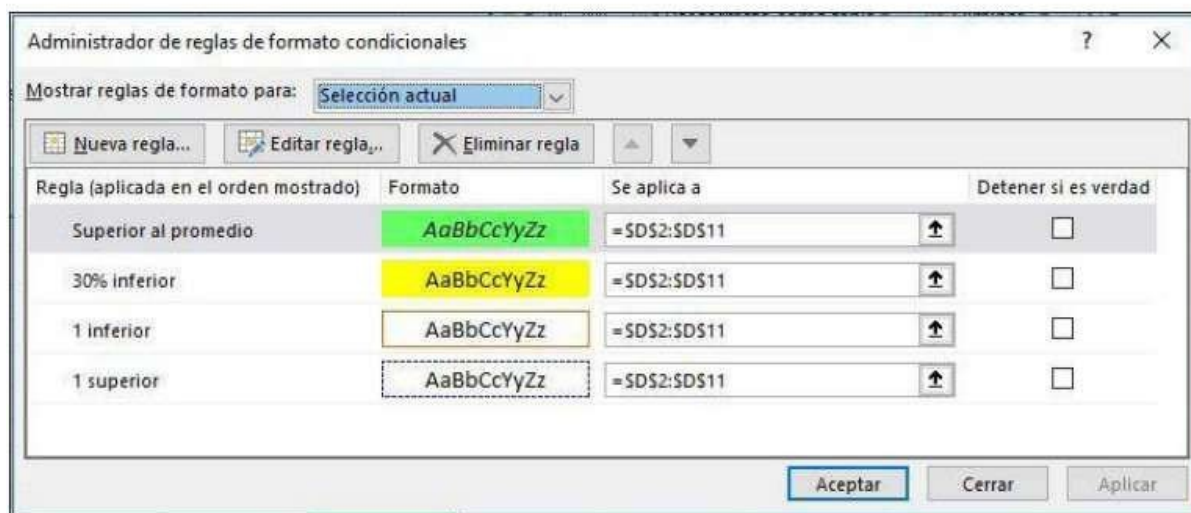 Administrador de reglas de formato condicionales ? X
Mostrar reglas de formato para: Selección actual
Nueva regla... Editar regla... Eliminar regla
Regla (aplicada en el orden mostrado) Formato Se aplica a Detener si es verdad
Superior al promedio AaBbCcYyZz =$D$2:$D$11
30% inferior AaBbCcYyZz =$D$2:$D$11
1 inferior AaBbCcYyZz =$D$2:$D$11
1 superior AaBbCcYyZz =$D$2:$D$11
Aceptar Cerrar Aplicar